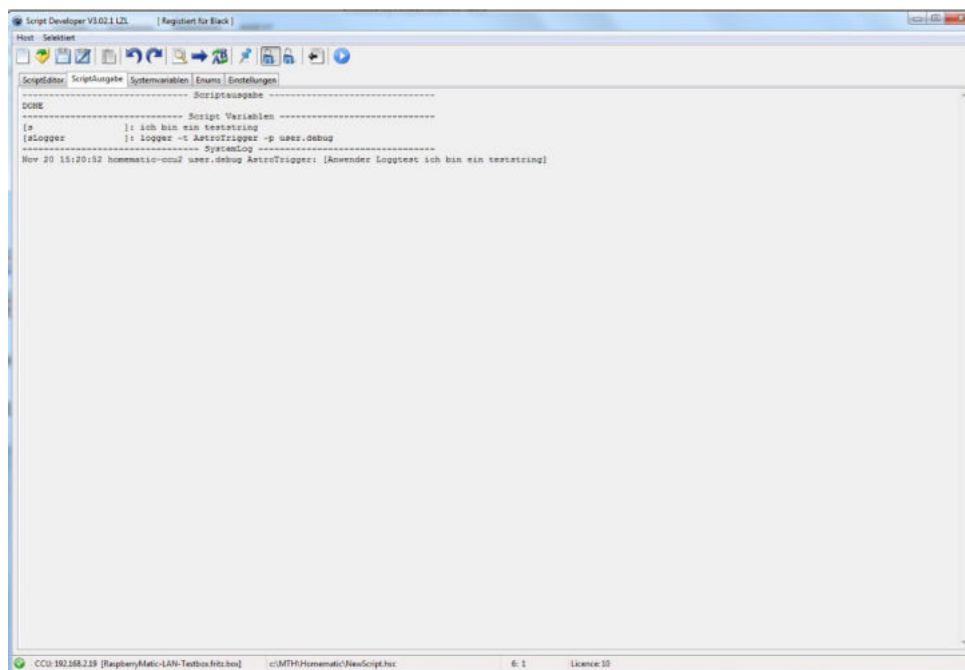 Script Developer V3.02.1 LZL [ Registiert für Black ]
Host Selektiert
ScriptEditor ScriptAusgabe Systemvariablen Enums Einstellungen
------------------------------- Scriptausgabe -------------------------------
DONE
------------------------------ Script Variablen -----------------------------
[s ]: ich bin ein teststring
[sLogger ]: logger -t AstroTrigger -p user.debug
--------------------------------- SystemLog ---------------------------------
Nov 20 15:20:52 homematic-ccu2 user.debug AstroTrigger: [Anwender Loggtest ich bin ein teststring]
CCU: 192.168.2.19 [RaspberryMatic-LAN-Testbox.fritz.box] c:\MTH\Homematic\NewScript.hsc 6: 1 Licence:10